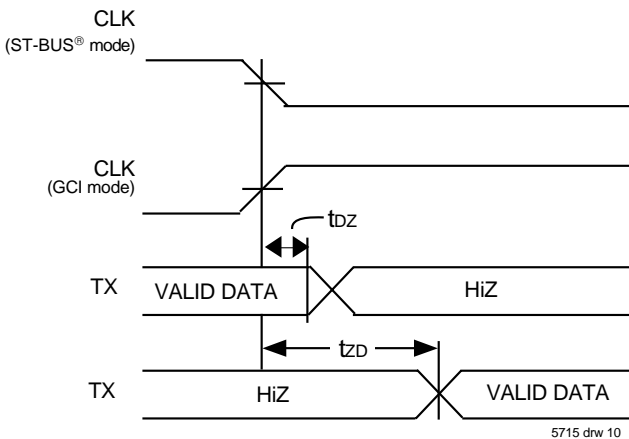 CLK
(ST-BUS® mode)
CLK
(GCI mode)
tDZ
TX
VALID DATA
HiZ
tZD
TX
HiZ
VALID DATA
5715 drw 10